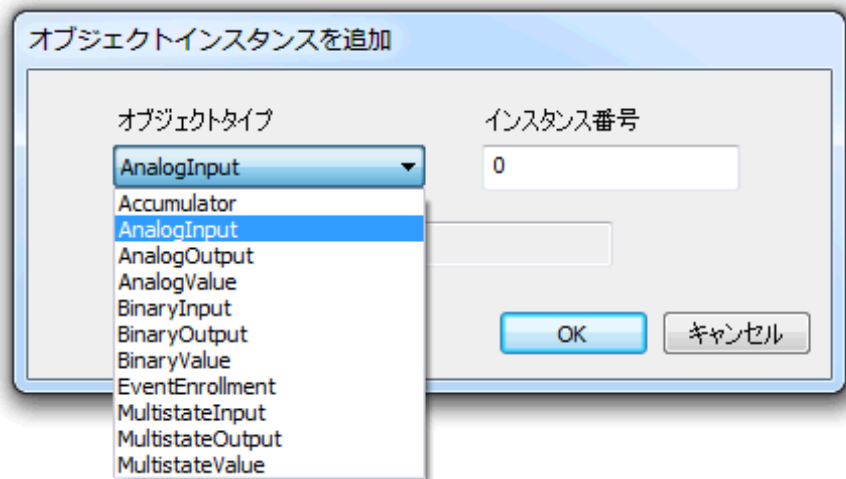 オブジェクトインスタンスを追加
オブジェクトタイプ
インスタンス番号
AnalogInput
0
Accumulator
AnalogInput
AnalogOutput
AnalogValue
BinaryInput
BinaryOutput
BinaryValue
EventEnrollment
MultistateInput
MultistateOutput
MultistateValue
OK
キャンセル